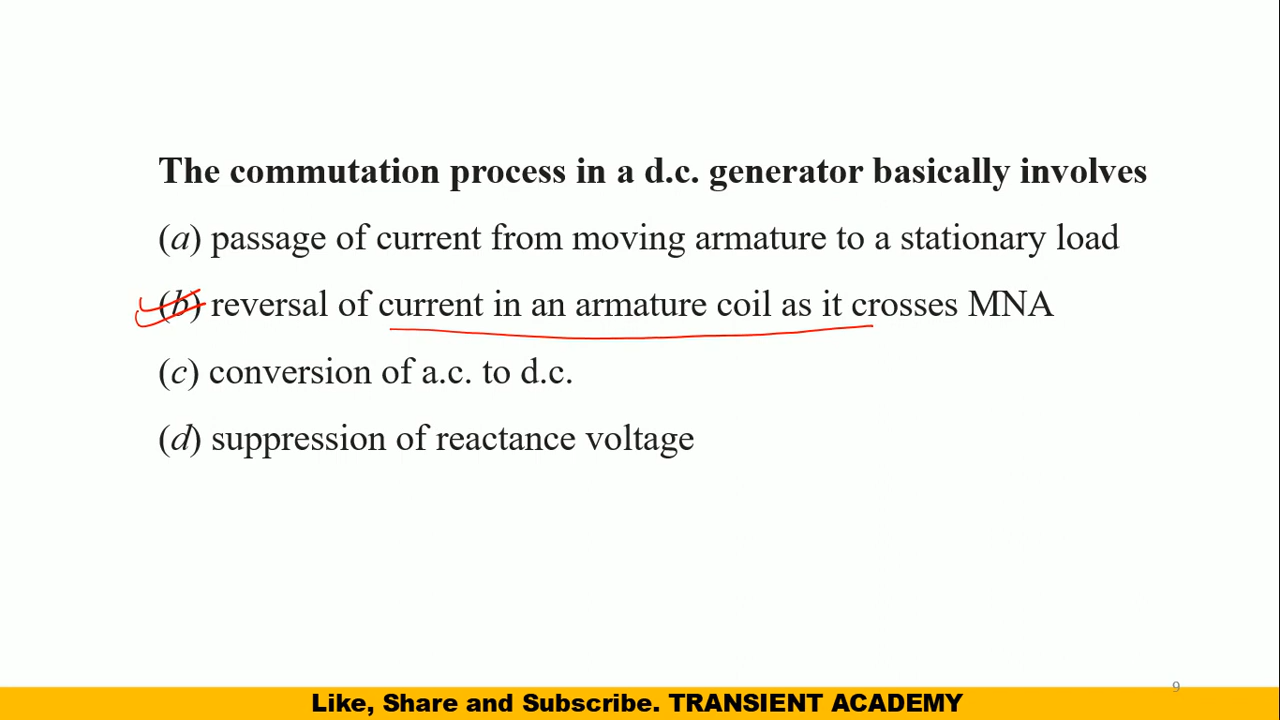 The commutation process in a d.c. generator basically involves
(a) passage of current from moving armature to a stationary load
(b) reversal of current in an armature coil as it crosses MNA
(c) conversion of a.c. to d.c.
(d) suppression of reactance voltage
9
Like, Share and Subscribe. TRANSIENT ACADEMY